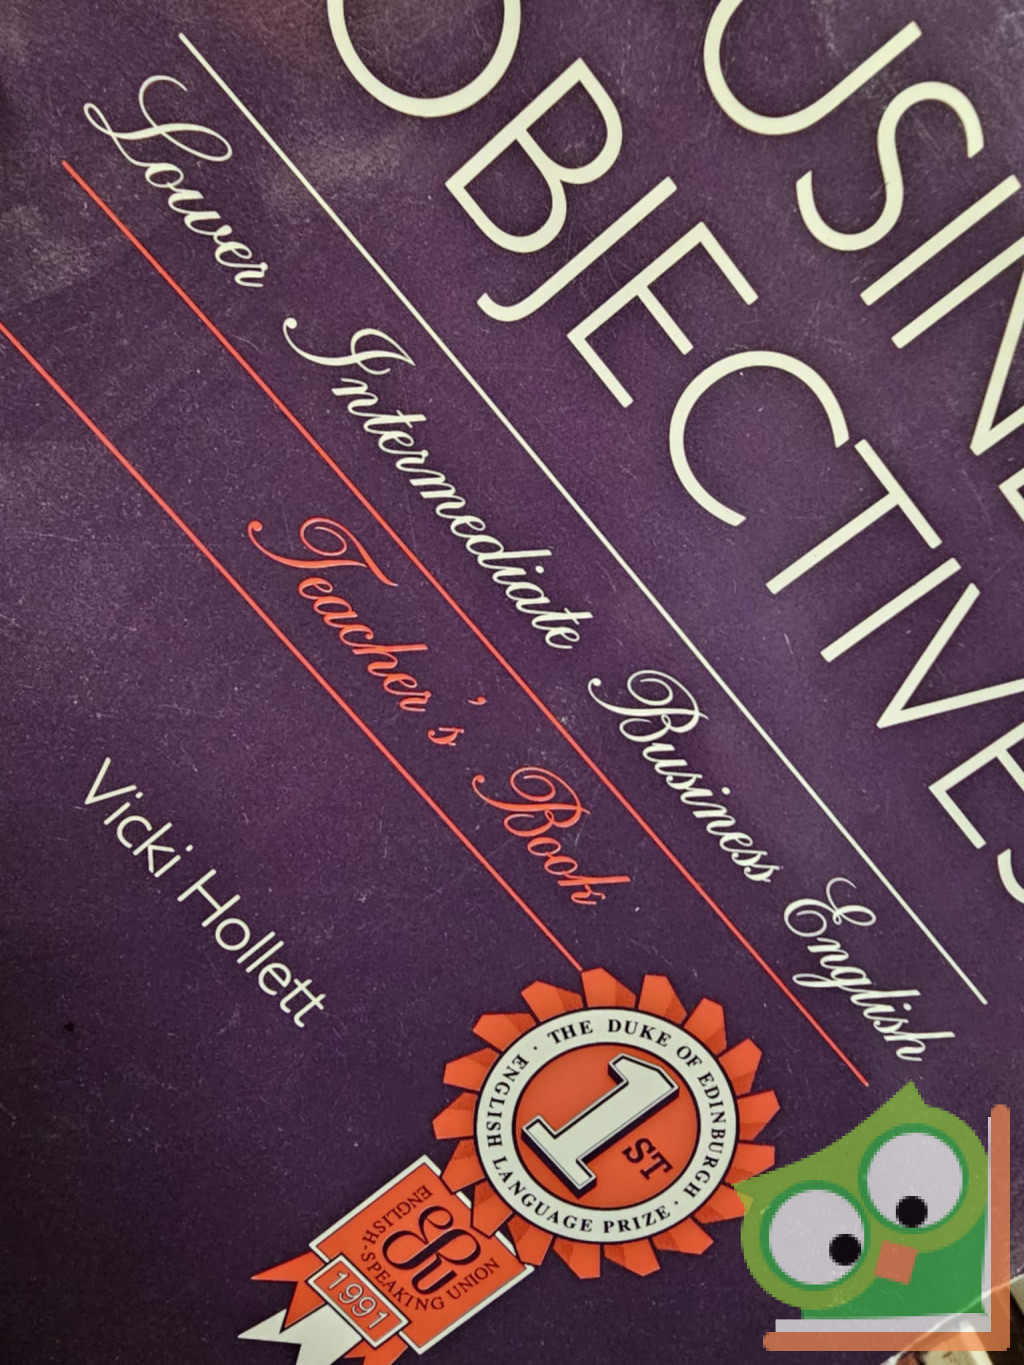 USINE
OBJECTIVES
Lower Intermediate Business English
Teacher's Book
Vicki Hollett
· THE DUKE OF EDINBURGH · ENGLISH LANGUAGE PRIZE
1ST
ENGLISH-SPEAKING UNION
1991